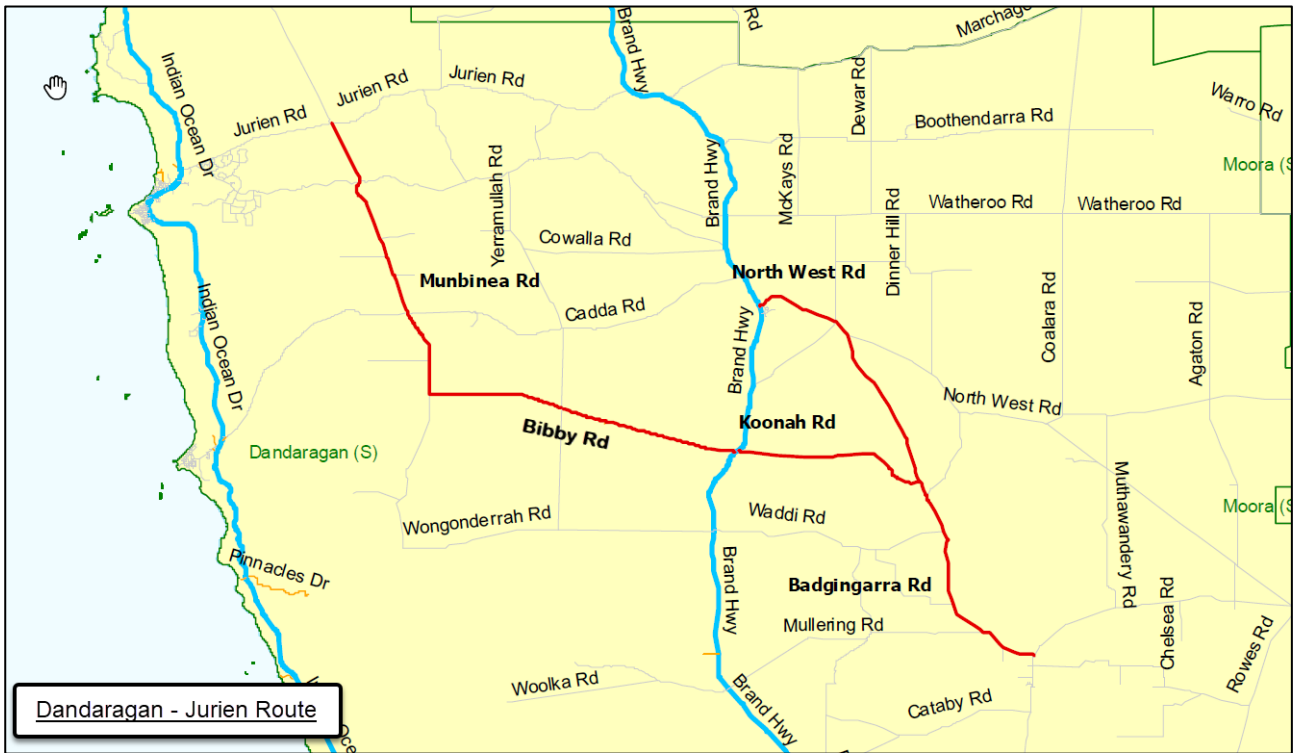 Brand Hwy
Rd
Marchage
Indian Ocean Dr
Jurien Rd
Jurien Rd
Jurien Rd
Dewar Rd
Warro Rd
Boothendarra Rd
McKays Rd
Brand Hwy
Moora (S
Yerramullah Rd
Dinner Hill Rd
Watheroo Rd
Watheroo Rd
Cowalla Rd
Munbinea Rd
North West Rd
Cadda Rd
Indian Ocean Dr
Brand Hwy
Coalara Rd
Agaton Rd
North West Rd
Koonah Rd
Bibby Rd
Dandaragan (S)
Muthawandery Rd
Moora (S
Wongonderrah Rd
Waddi Rd
Pinnacles Dr
Brand Hwy
Badgingarra Rd
Mullering Rd
Chelsea Rd
Rowes Rd
Woolka Rd
Brand Hwy
Cataby Rd
Dandaragan - Jurien Route